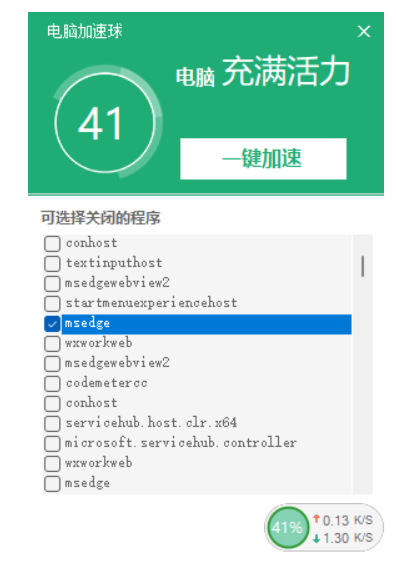 电脑加速球
×
电脑 充满活力
41
一键加速
可选择关闭的程序
conhost
textinputhost
msedgewebview2
startmenuexperiencehost
msedge
wxworkweb
msedgewebview2
codemetercc
conhost
servicehub.host.clr.x64
microsoft.servicehub.controller
wxworkweb
msedge
41%
↑0.13 K/S
↓1.30 K/S